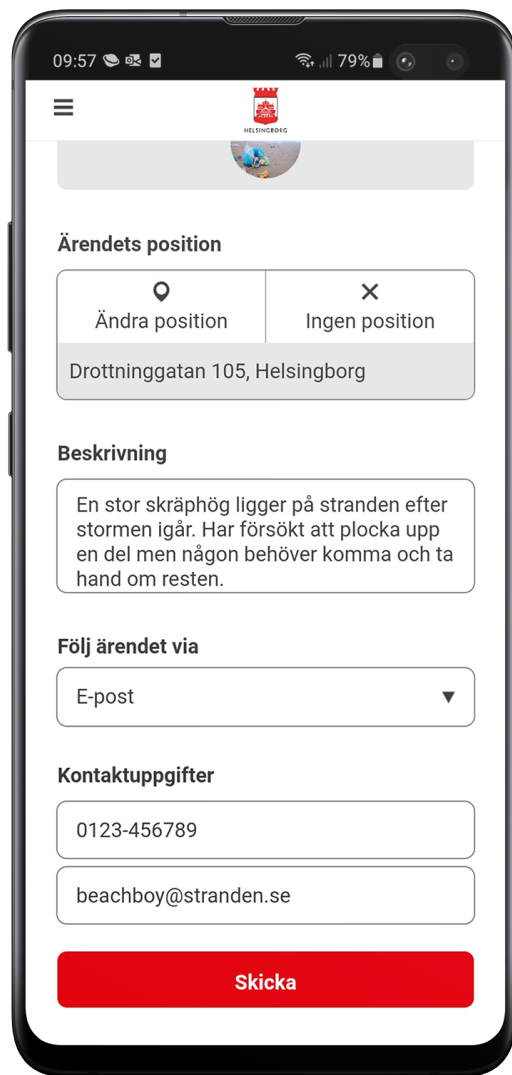 09:57
79%
HELSINGBORG
Ärendets position
Ändra position
Ingen position
Drottninggatan 105, Helsingborg
Beskrivning
En stor skräphög ligger på stranden efter
stormen igår. Har försökt att plocka upp
en del men någon behöver komma och ta
hand om resten.
Följ ärendet via
E-post
Kontaktuppgifter
0123-456789
beachboy@stranden.se
Skicka